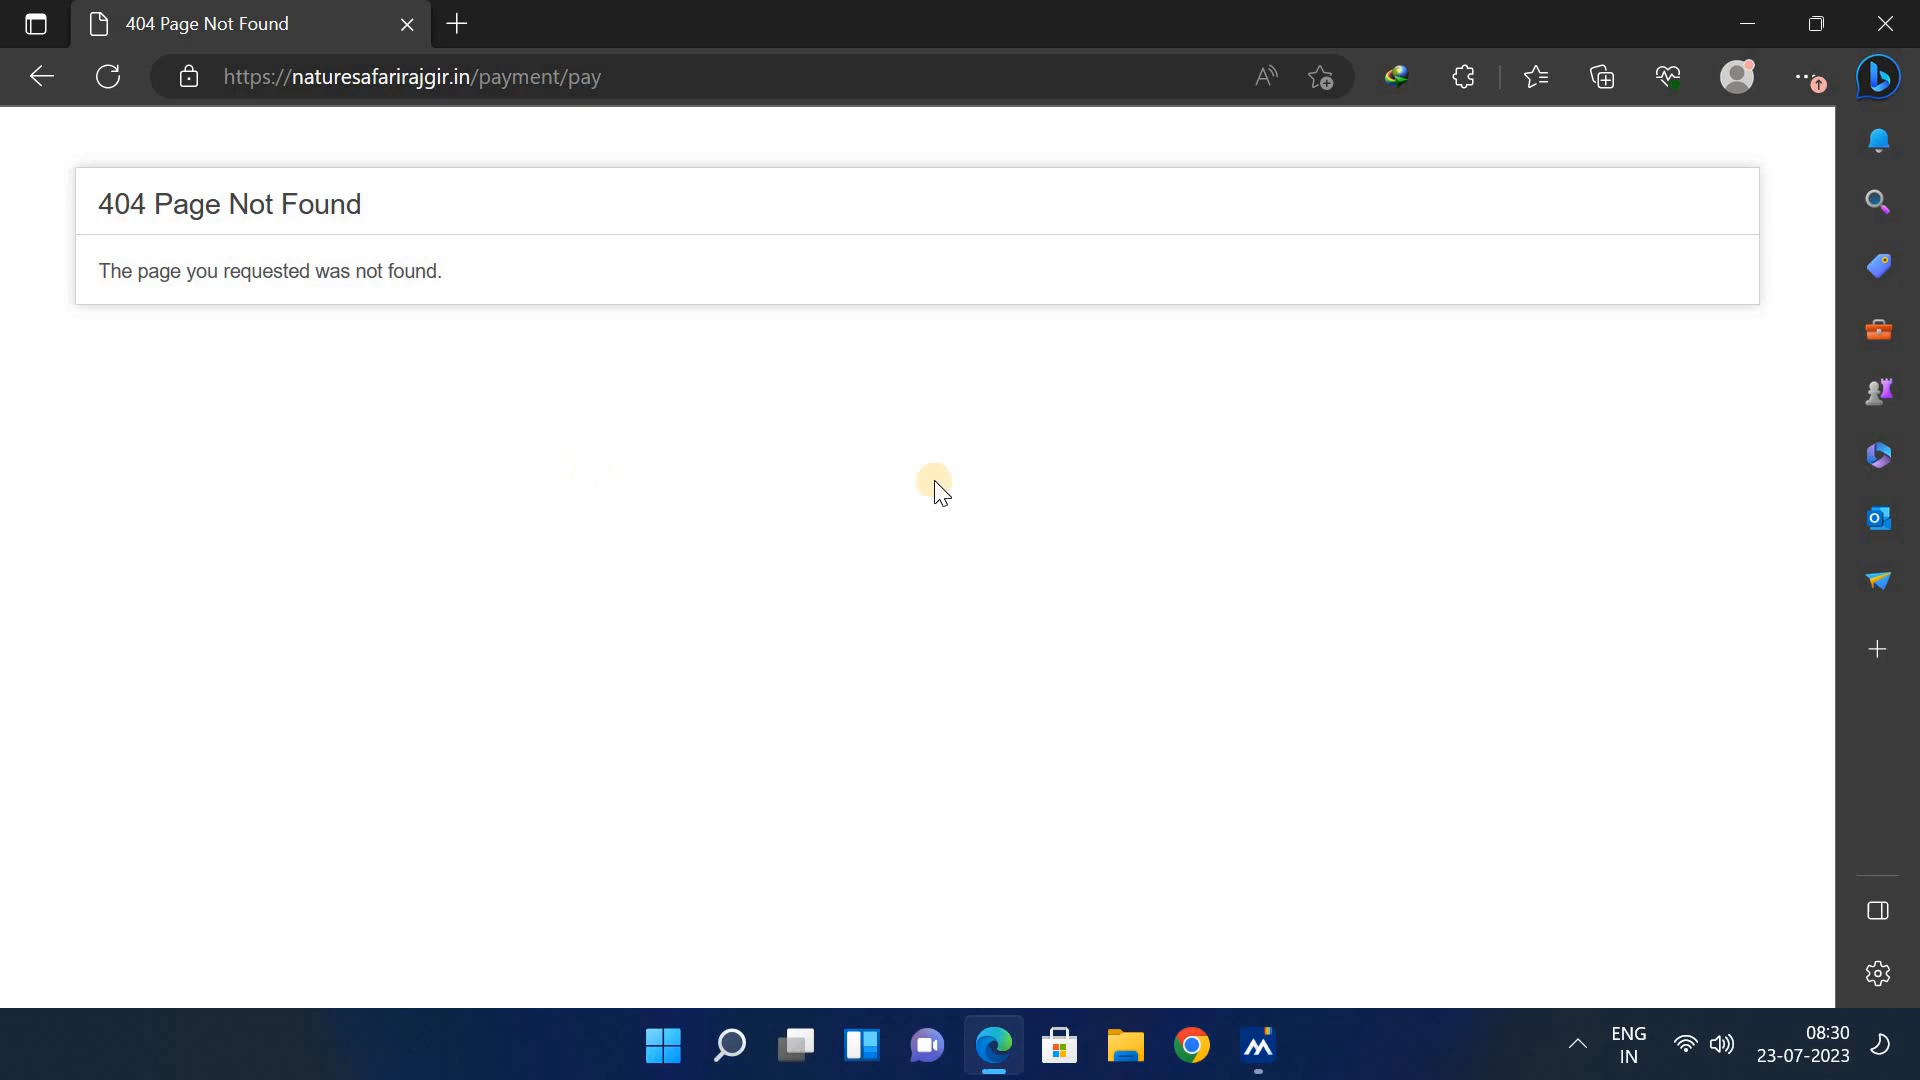 404 Page Not Found
https://naturesafarirajgir.in/payment/pay
404 Page Not Found
The page you requested was not found.
ENG
IN
08:30
23-07-2023